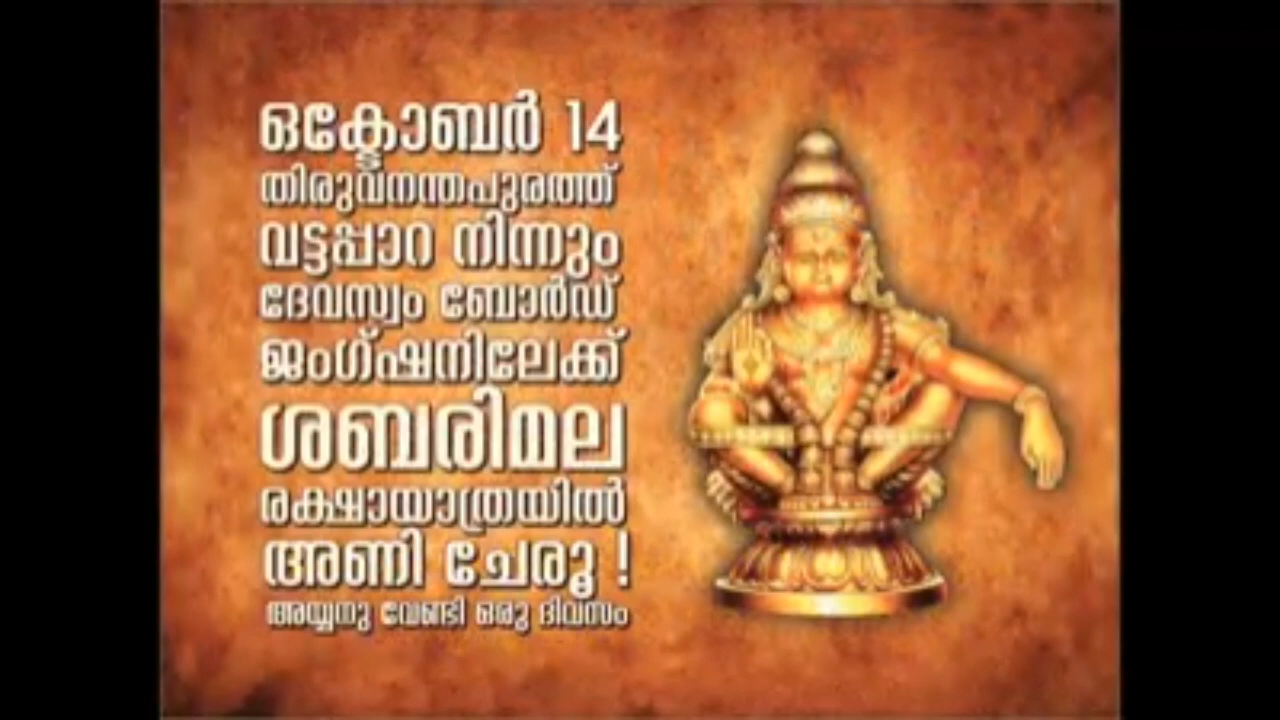 ഒക്ടോബർ 14
തിരുവനന്തപുരത്ത്
വട്ടപ്പാറ നിന്നും
ദേവസ്വം ബോർഡ്
ജംഗ്ഷനിലേക്ക്
ശബരിമല
രക്ഷായാത്രയിൽ
അണി ചേരൂ !
അയ്യനു വേണ്ടി ഒരു ദിവസം